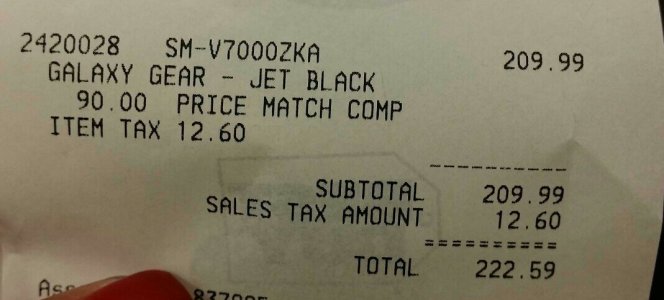 2420028 SM-V7000ZKA 209.99
GALAXY GEAR - JET BLACK
90.00 PRICE MATCH COMP
ITEM TAX 12.60
----------
SUBTOTAL 209.99
SALES TAX AMOUNT 12.60
==========
TOTAL 222.59